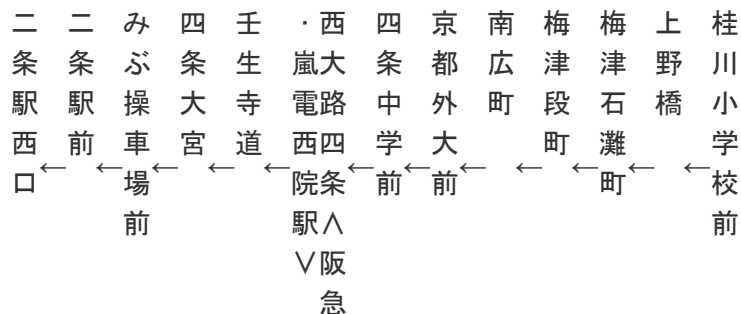 桂川小学校前
←
上野橋
←
梅津石灘町
←
梅津段町
←
南広町
←
京都外大前
←
四条中学前
←
西大路四条∧阪急
・嵐電西院駅∨
←
壬生寺道
←
四条大宮
←
みぶ操車場前
←
二条駅前
←
二条駅西口